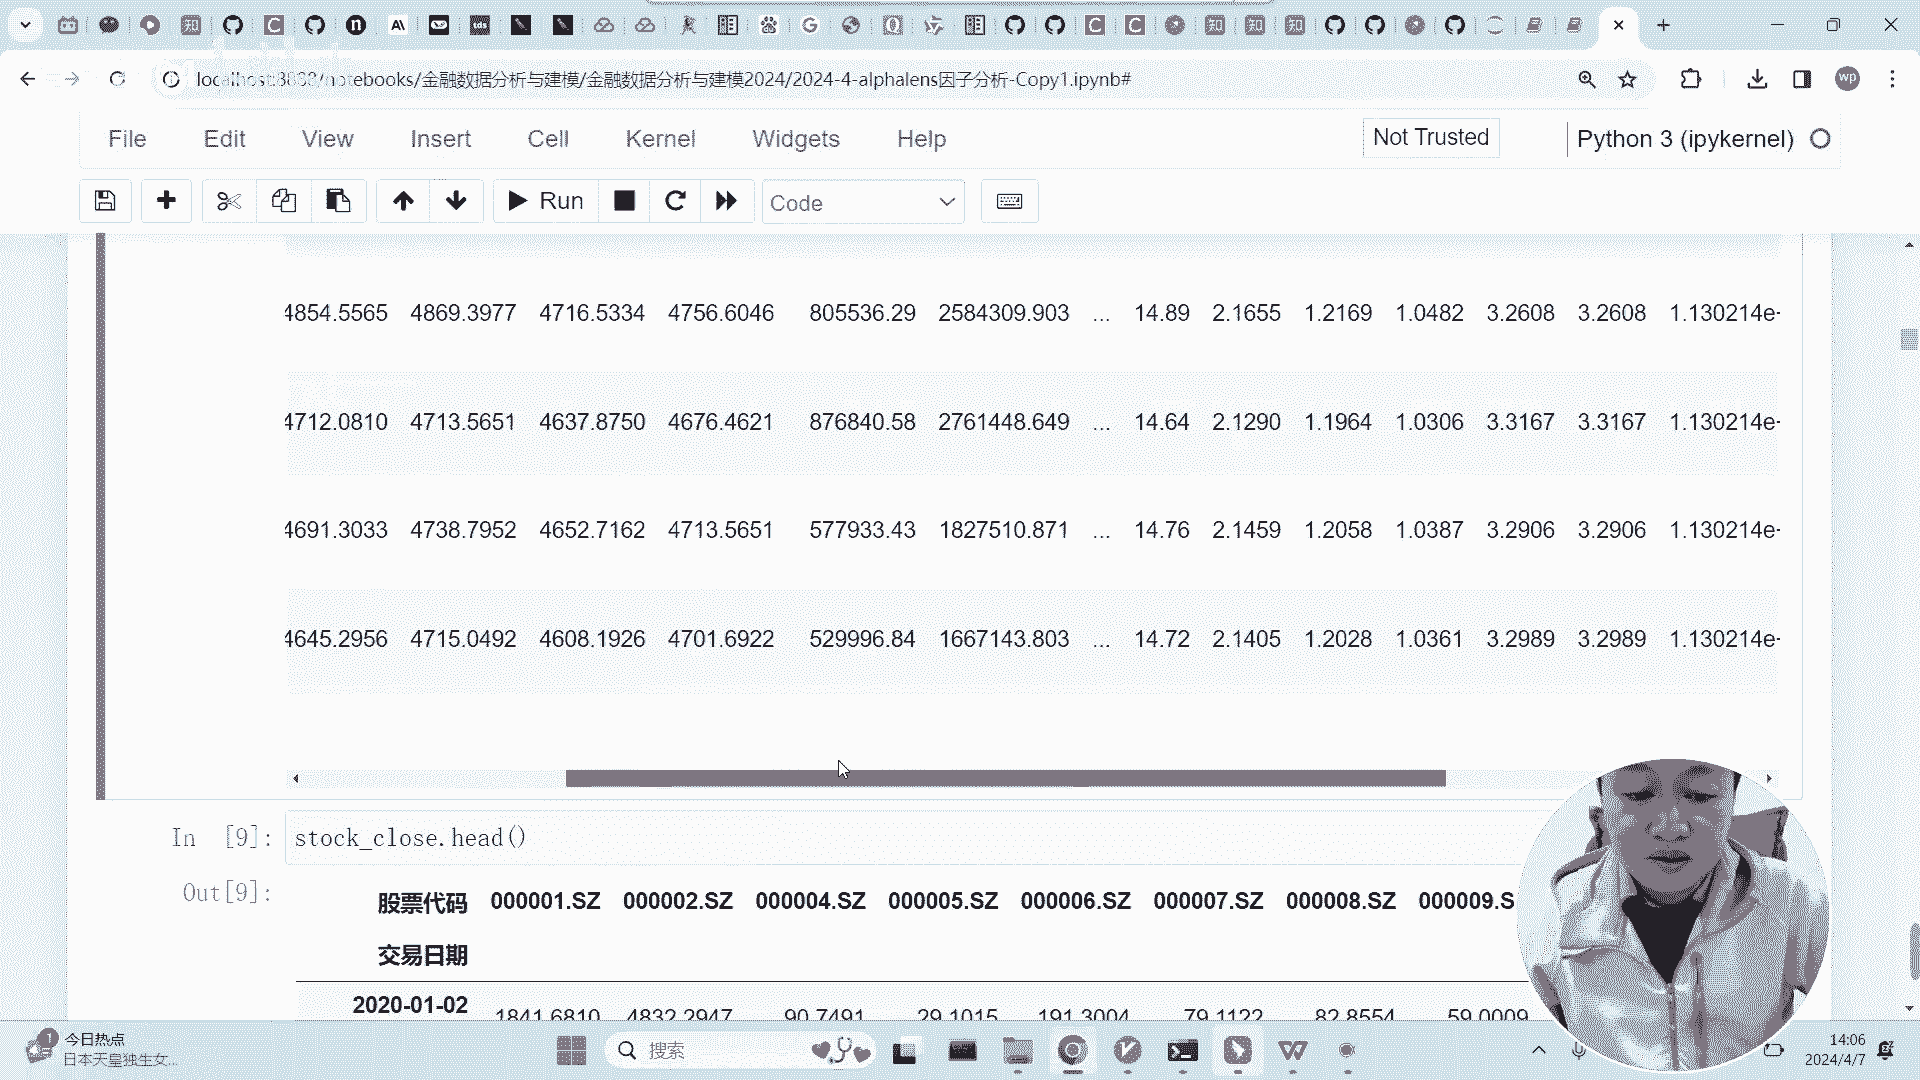 localhost:8888/notebooks/金融数据分析与建模/金融数据分析与建模2024/2024-4-alphalens因子分析-Copy1.ipynb#
wp
File Edit View Insert Cell Kernel Widgets Help
Not Trusted
Python 3 (ipykernel)
Run
Code
4854.5565 4869.3977 4716.5334 4756.6046 805536.29 2584309.903 ... 14.89 2.1655 1.2169 1.0482 3.2608 3.2608 1.130214e-
4712.0810 4713.5651 4637.8750 4676.4621 876840.58 2761448.649 ... 14.64 2.1290 1.1964 1.0306 3.3167 3.3167 1.130214e-
4691.3033 4738.7952 4652.7162 4713.5651 577933.43 1827510.871 ... 14.76 2.1459 1.2058 1.0387 3.2906 3.2906 1.130214e-
4645.2956 4715.0492 4608.1926 4701.6922 529996.84 1667143.803 ... 14.72 2.1405 1.2028 1.0361 3.2989 3.2989 1.130214e-
In [9]: stock_close.head()
Out[9]:
股票代码 000001.SZ 000002.SZ 000004.SZ 000005.SZ 000006.SZ 000007.SZ 000008.SZ 000009.S
交易日期
2020-01-02 1841.6810 4832.2947 90.7491 29.1015 191.3004 79.1122 82.8554 59.0009
1
今日热点
日本天皇独生女...
搜索
14:06
2024/4/7